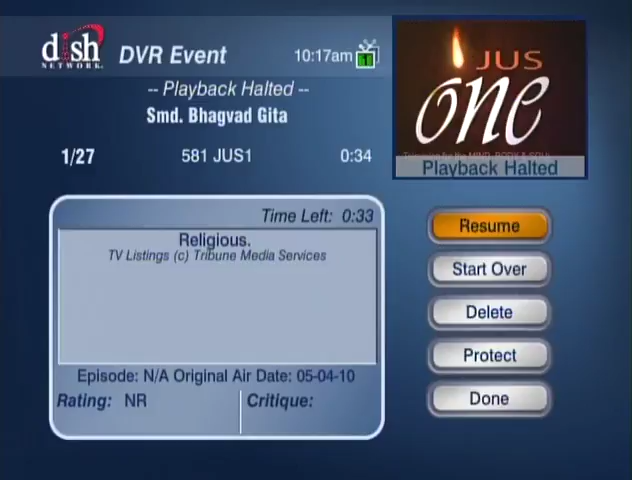 dish
NETWORK.
DVR Event
10:17am
1
-- Playback Halted --
Smd. Bhagvad Gita
1/27
581 JUS1
0:34
JUS
one
Playback Halted
Time Left: 0:33
Religious.
TV Listings (c) Tribune Media Services
Episode: N/A Original Air Date: 05-04-10
Rating: NR
Critique:
Resume
Start Over
Delete
Protect
Done